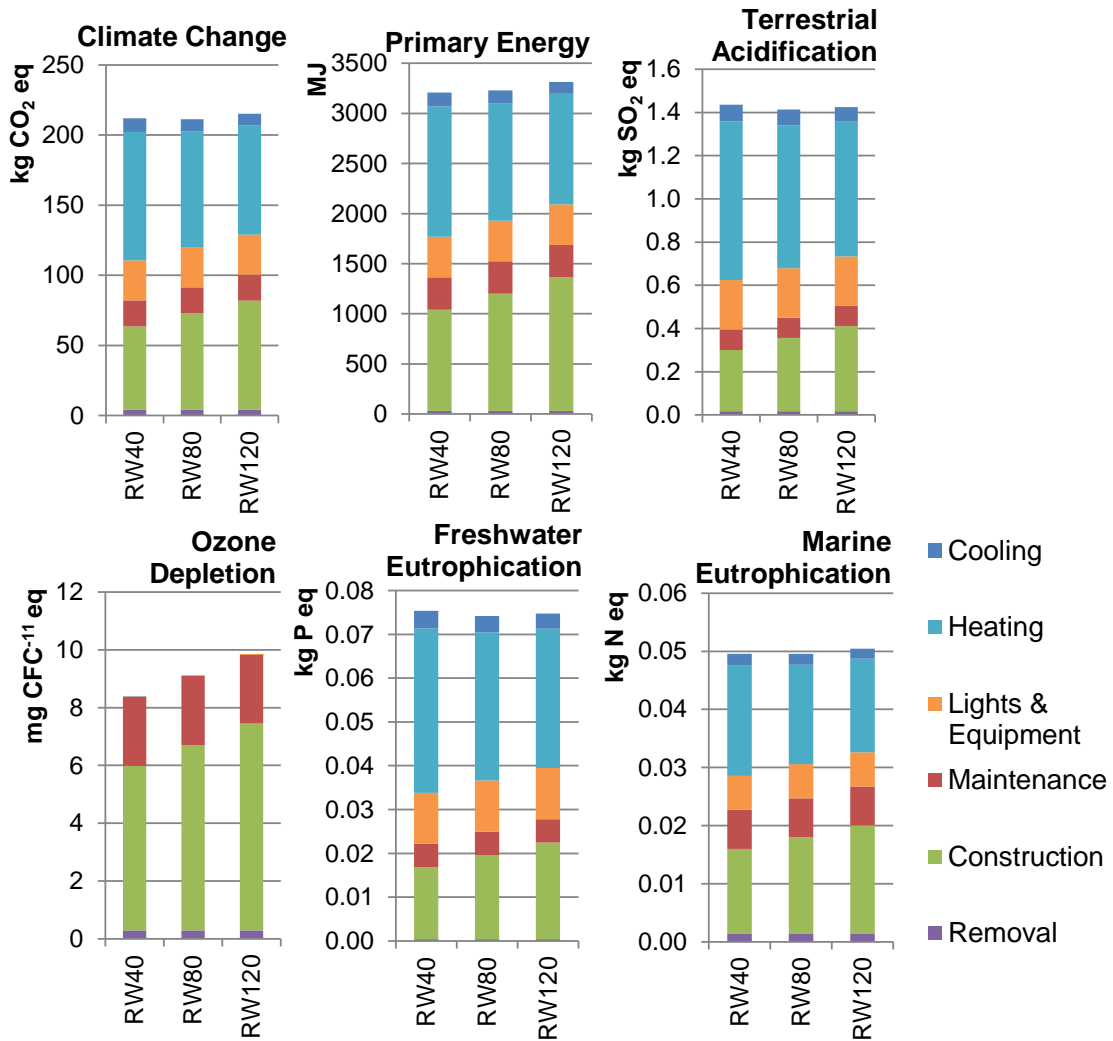 Climate Change
kg CO₂ eq
250
200
150
100
50
0
RW40
RW80
RW120
Primary Energy
MJ
3500
3000
2500
2000
1500
1000
500
0
RW40
RW80
RW120
Terrestrial
Acidification
kg SO₂ eq
1.6
1.4
1.2
1.0
0.8
0.6
0.4
0.2
0.0
RW40
RW80
RW120
Ozone
Depletion
mg CFC⁻¹¹ eq
12
10
8
6
4
2
0
RW40
RW80
RW120
Freshwater
Eutrophication
kg P eq
0.08
0.07
0.06
0.05
0.04
0.03
0.02
0.01
0.00
RW40
RW80
RW120
Marine
Eutrophication
kg N eq
0.06
0.05
0.04
0.03
0.02
0.01
0.00
RW40
RW80
RW120
Cooling
Heating
Lights &
Equipment
Maintenance
Construction
Removal